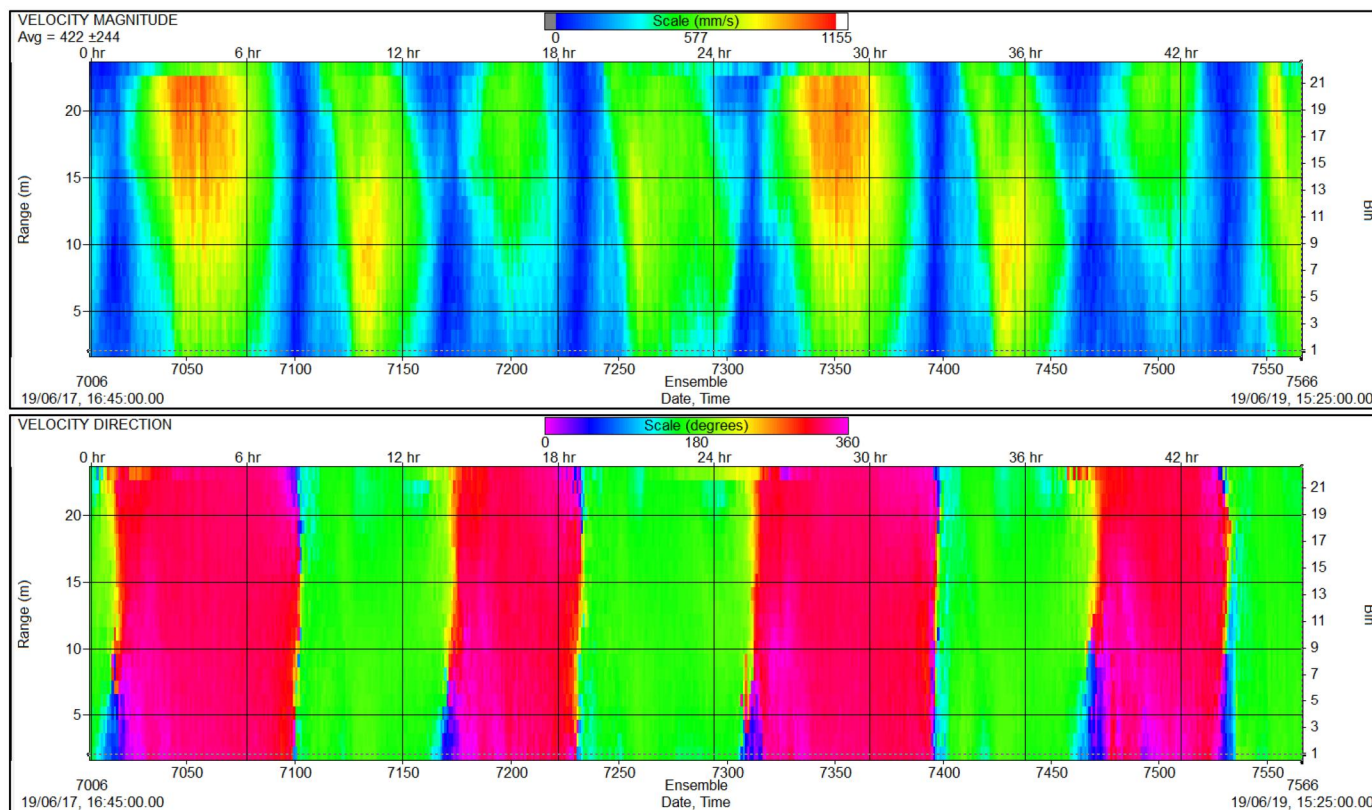 VELOCITY MAGNITUDE
Scale (mm/s)
Avg = 422 ±244
0 577 1155
0 hr 6 hr 12 hr 18 hr 24 hr 30 hr 36 hr 42 hr
Range (m)
20
15
10
5
21
19
17
15
13
11
9
7
5
3
1
Bin
7050 7100 7150 7200 7250 7300 7350 7400 7450 7500 7550
7006 Ensemble 7566
19/06/17, 16:45:00.00 Date, Time 19/06/19, 15:25:00.00
VELOCITY DIRECTION
Scale (degrees)
0 180 360
0 hr 6 hr 12 hr 18 hr 24 hr 30 hr 36 hr 42 hr
Range (m)
20
15
10
5
21
19
17
15
13
11
9
7
5
3
1
Bin
7050 7100 7150 7200 7250 7300 7350 7400 7450 7500 7550
7006 Ensemble 7566
19/06/17, 16:45:00.00 Date, Time 19/06/19, 15:25:00.00